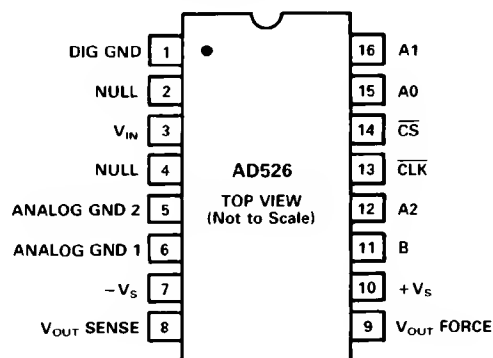 DIG GND 1
NULL 2
V_IN 3
NULL 4
ANALOG GND 2 5
ANALOG GND 1 6
−V_S 7
V_OUT SENSE 8
AD526
TOP VIEW
(Not to Scale)
16 A1
15 A0
14 C̅S̅
13 C̅L̅K̅
12 A2
11 B
10 +V_S
9 V_OUT FORCE